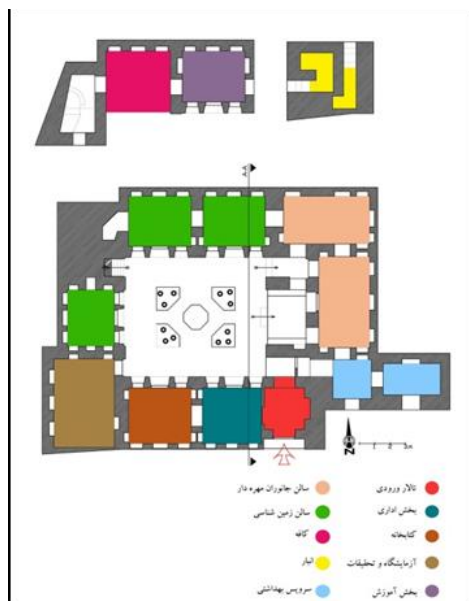 A-A
N
سالن جانوران مهره دار
سالن زمین شناسی
کافه
انبار
سرویس بهداشتی
تالار ورودی
بخش اداری
کتابخانه
آزمایشگاه و تحقیقات
بخش آموزش